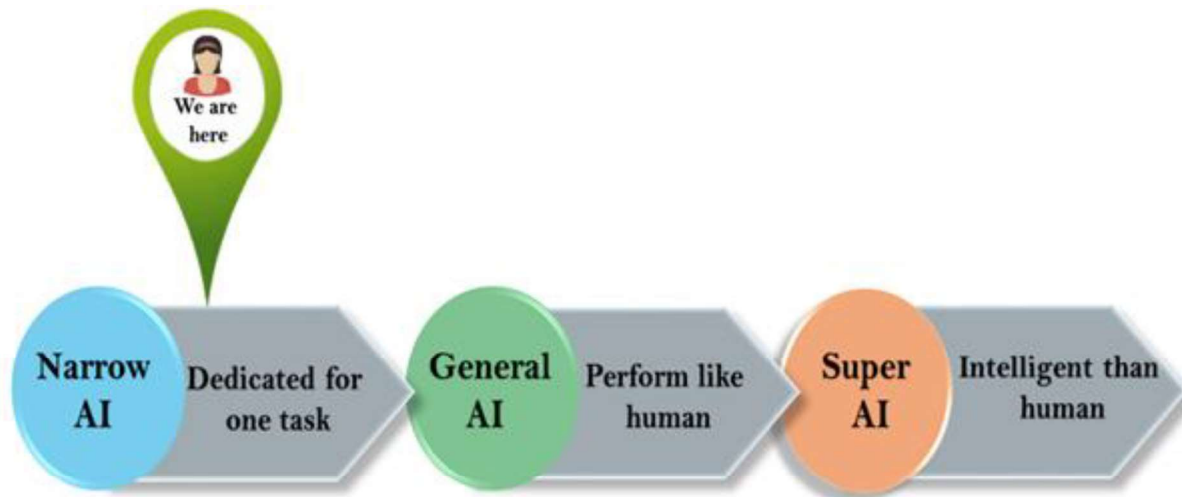 We are
here
Narrow
AI
Dedicated for
one task
General
AI
Perform like
human
Super
AI
Intelligent than
human